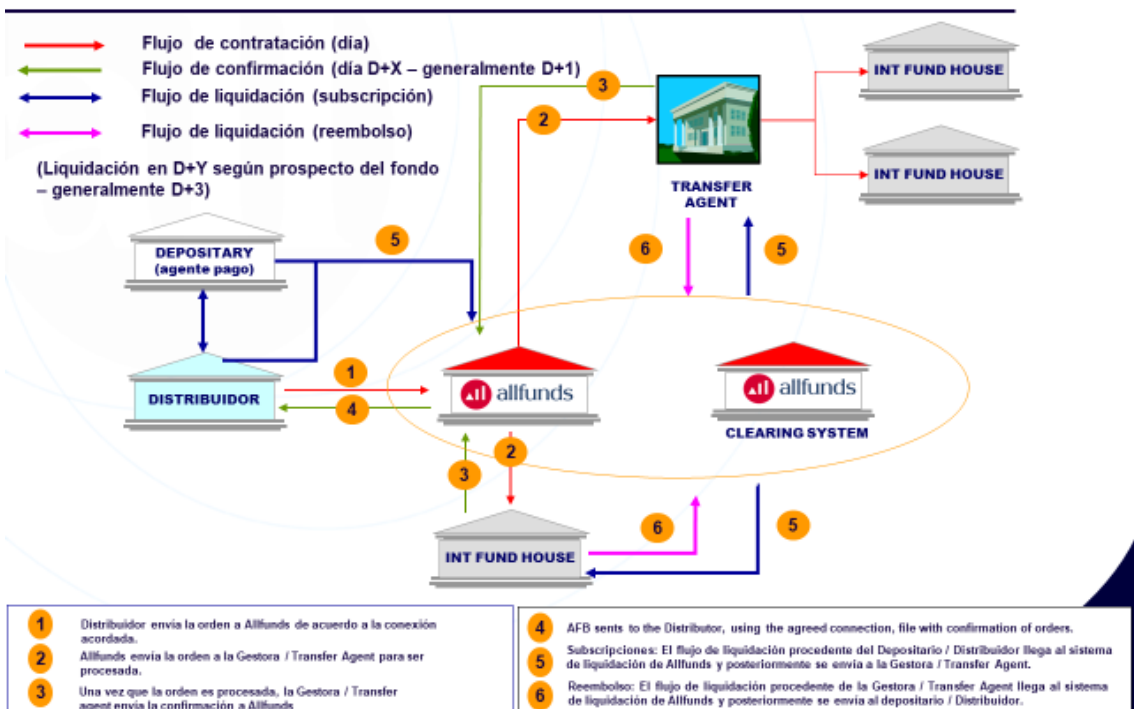 Flujo de contratación (día)
Flujo de confirmación (día D+X – generalmente D+1)
Flujo de liquidación (subscripción)
Flujo de liquidación (reembolso)
(Liquidación en D+Y según prospecto del fondo
– generalmente D+3)
3
2
INT FUND HOUSE
INT FUND HOUSE
TRANSFER
AGENT
DEPOSITARY
(agente pago)
5
6
5
DISTRIBUIDOR
1
4
allfunds
allfunds
CLEARING SYSTEM
2
3
INT FUND HOUSE
6
5
1 Distribuidor envía la orden a Allfunds de acuerdo a la conexión
acordada.
2 Allfunds envía la orden a la Gestora / Transfer Agent para ser
procesada.
3 Una vez que la orden es procesada, la Gestora / Transfer
agent envía la confirmación a Allfunds
4 AFB sents to the Distributor, using the agreed connection, file with confirmation of orders.
5 Subscripciones: El flujo de liquidación procedente del Depositario / Distribuidor llega al sistema
de liquidación de Allfunds y posteriormente se envía a la Gestora / Transfer Agent.
6 Reembolso: El flujo de liquidación procedente de la Gestora / Transfer Agent llega al sistema
de liquidación de Allfunds y posteriormente se envía al depositario / Distribuidor.